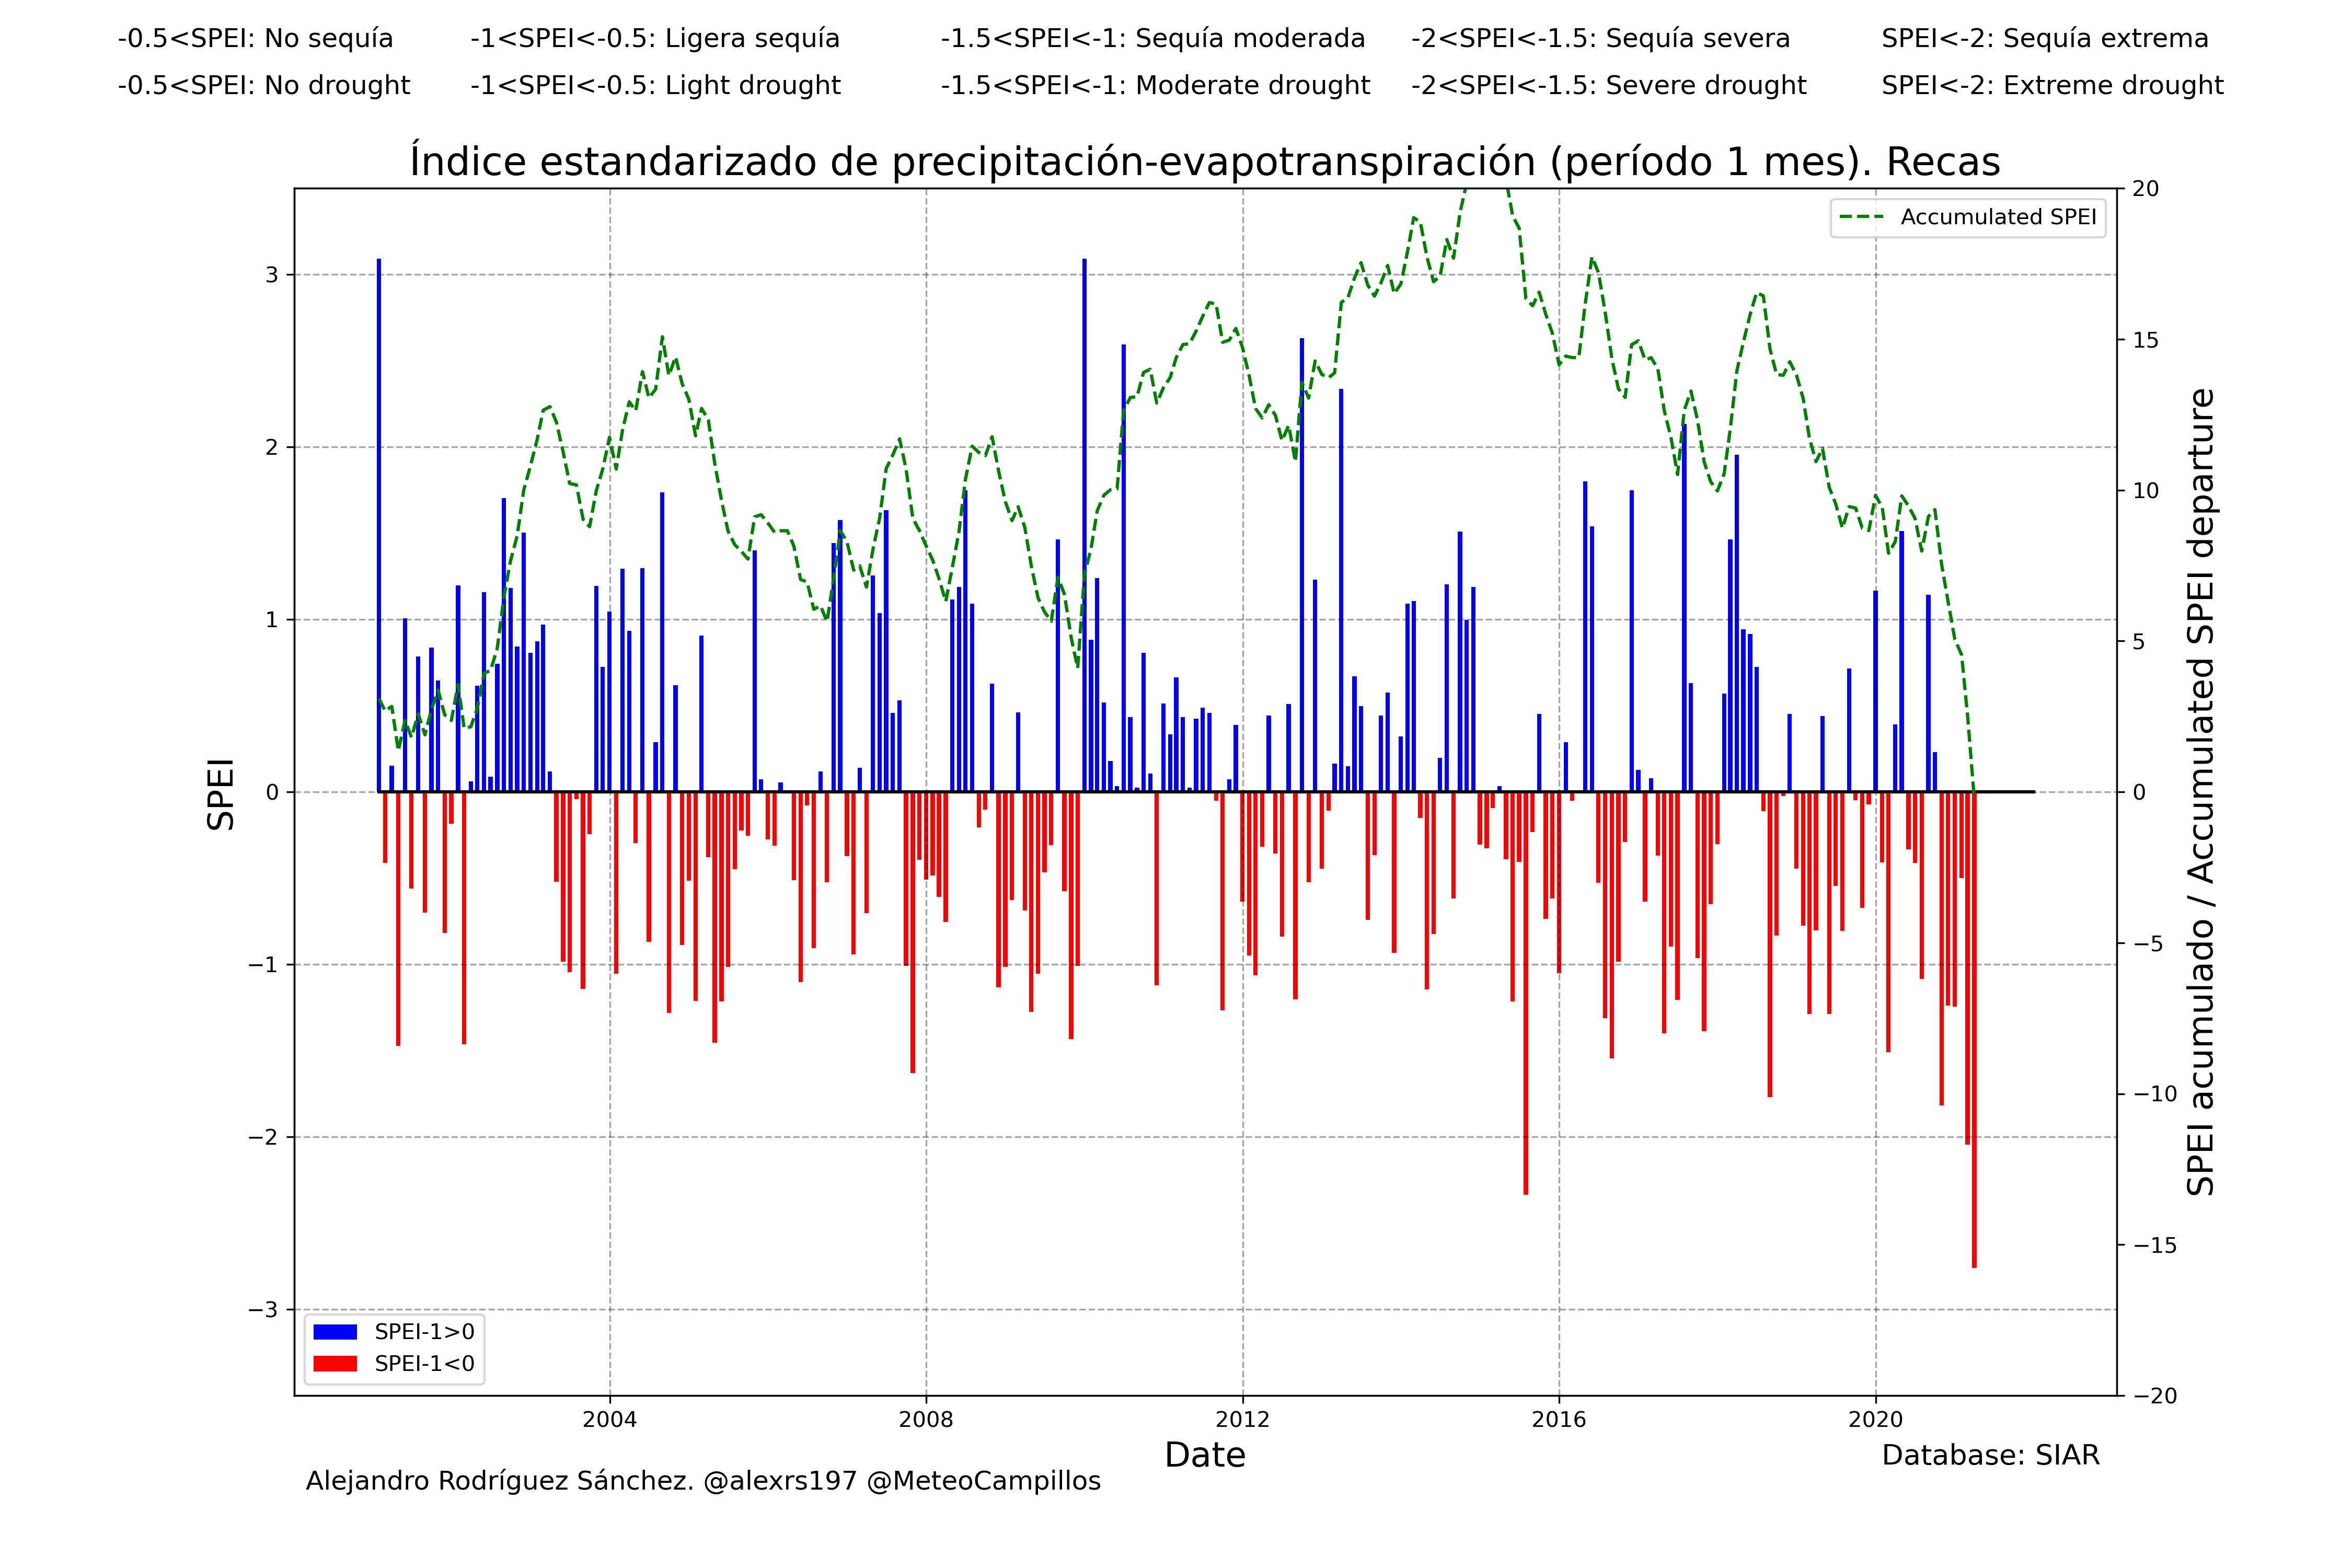 -0.5<SPEI: No sequía -1<SPEI<-0.5: Ligera sequía -1.5<SPEI<-1: Sequía moderada -2<SPEI<-1.5: Sequía severa SPEI<-2: Sequía extrema
-0.5<SPEI: No drought -1<SPEI<-0.5: Light drought -1.5<SPEI<-1: Moderate drought -2<SPEI<-1.5: Severe drought SPEI<-2: Extreme drought
Índice estandarizado de precipitación-evapotranspiración (período 1 mes). Recas
Accumulated SPEI
3
2
1
0
−1
−2
−3
SPEI
20
15
10
5
0
−5
−10
−15
−20
SPEI acumulado / Accumulated SPEI departure
SPEI-1>0
SPEI-1<0
2004 2008 2012 2016 2020
Date
Database: SIAR
Alejandro Rodríguez Sánchez. @alexrs197 @MeteoCampillos